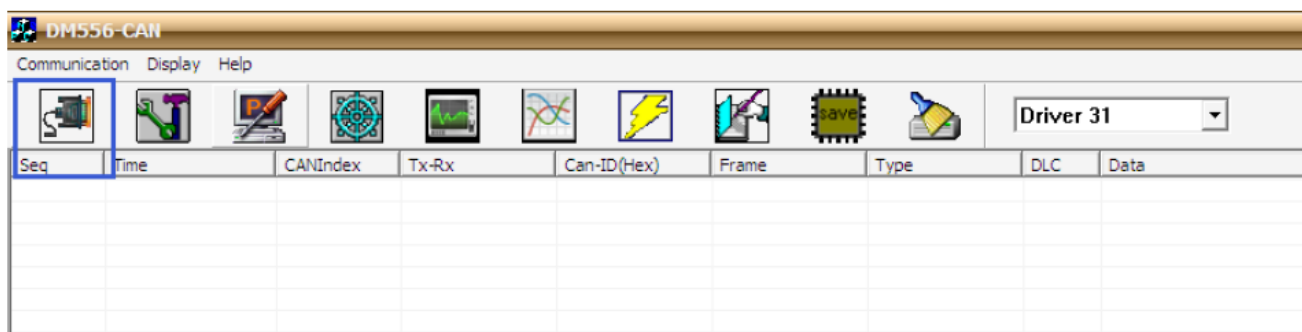 DM556-CAN
Communication Display Help
P
save
Driver 31
Seq Time CANIndex Tx-Rx Can-ID(Hex) Frame Type DLC Data